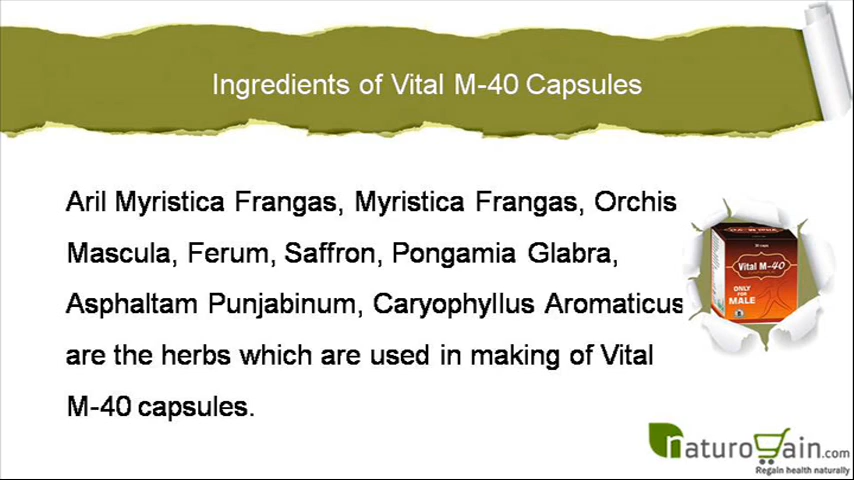 Ingredients of Vital M-40 Capsules
Aril Myristica Frangas, Myristica Frangas, Orchis
Mascula, Ferum, Saffron, Pongamia Glabra,
Asphaltam Punjabinum, Caryophyllus Aromaticus
are the herbs which are used in making of Vital
M-40 capsules.
Vital M-40
ONLY
FOR
MALE
naturogain.com
Regain health naturally